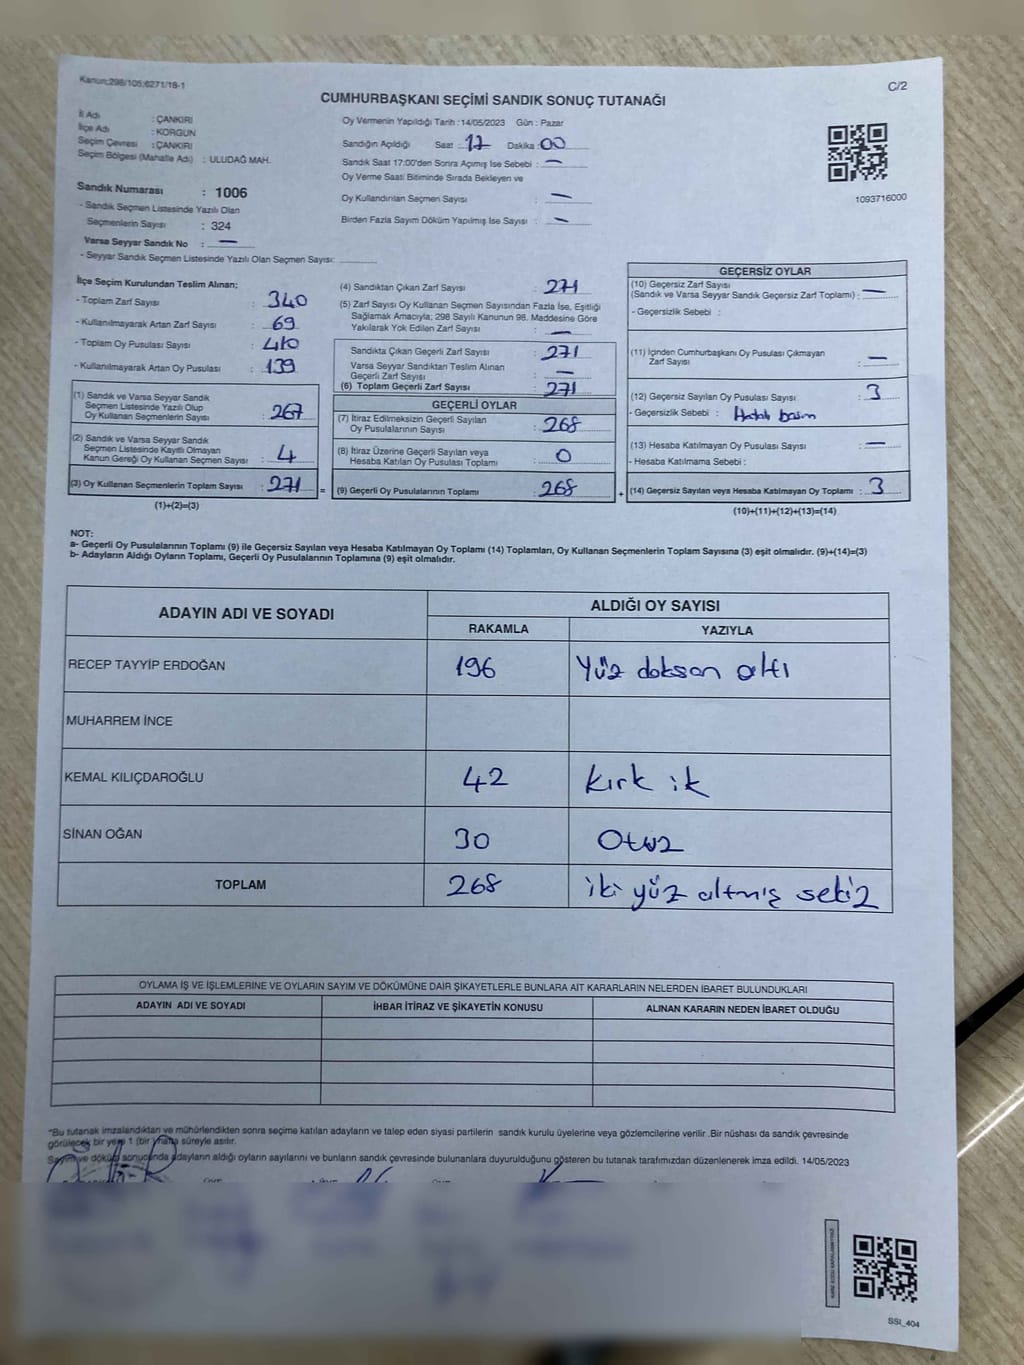 Kanun:298/105;6271/18-1
C/2
CUMHURBAŞKANI SEÇİMİ SANDIK SONUÇ TUTANAĞI
İl Adı : ÇANKIRI
İlçe Adı : KORGUN
Seçim Çevresi : ÇANKIRI
Seçim Bölgesi (Mahalle Adı) : ULUDAĞ MAH.
Sandık Numarası : 1006
- Sandık Seçmen Listesinde Yazılı Olan
Seçmenlerin Sayısı : 324
Varsa Seyyar Sandık No : —
- Seyyar Sandık Seçmen Listesinde Yazılı Olan Seçmen Sayısı:
Oy Vermenin Yapıldığı Tarih : 14/05/2023 Gün : Pazar
Sandığın Açıldığı Saat : 17 Dakika : 00
Sandık Saat 17:00'den Sonra Açımış İse Sebebi : —
Oy Verme Saati Bitiminde Sırada Bekleyen ve
Oy Kullandırılan Seçmen Sayısı : —
Birden Fazla Sayım Döküm Yapılmış İse Sayısı : —
1093716000
İlçe Seçim Kurulundan Teslim Alınan;
- Toplam Zarf Sayısı : 340
- Kullanılmayarak Artan Zarf Sayısı : 69
- Toplam Oy Pusulası Sayısı : 410
- Kullanılmayarak Artan Oy Pusulası : 139
(1) Sandık ve Varsa Seyyar Sandık
Seçmen Listesinde Yazılı Olup
Oy Kullanan Seçmenlerin Sayısı : 267
(2) Sandık ve Varsa Seyyar Sandık
Seçmen Listesinde Kayıtlı Olmayan
Kanun Gereği Oy Kullanan Seçmen Sayısı : 4
(3) Oy Kullanan Seçmenlerin Toplam Sayısı : 271 =
(1)+(2)=(3)
(4) Sandıktan Çıkan Zarf Sayısı : 271
(5) Zarf Sayısı Oy Kullanan Seçmen Sayısından Fazla İse, Eşitliği
Sağlamak Amacıyla; 298 Sayılı Kanunun 98. Maddesine Göre
Yakılarak Yok Edilen Zarf Sayısı : —
Sandıkta Çıkan Geçerli Zarf Sayısı : 271
Varsa Seyyar Sandıktan Teslim Alınan
Geçerli Zarf Sayısı : —
(6) Toplam Geçerli Zarf Sayısı : 271
GEÇERLİ OYLAR
(7) İtiraz Edilmeksizin Geçerli Sayılan
Oy Pusulalarının Sayısı : 268
(8) İtiraz Üzerine Geçerli Sayılan veya
Hesaba Katılan Oy Pusulası Toplamı : 0
(9) Geçerli Oy Pusulalarının Toplamı : 268 +
GEÇERSİZ OYLAR
(10) Geçersiz Zarf Sayısı
(Sandık ve Varsa Seyyar Sandık Geçersiz Zarf Toplamı) : —
- Geçersizlik Sebebi :
(11) İçinden Cumhurbaşkanı Oy Pusulası Çıkmayan
Zarf Sayısı : —
(12) Geçersiz Sayılan Oy Pusulası Sayısı : 3
- Geçersizlik Sebebi : Hatalı basım
(13) Hesaba Katılmayan Oy Pusulası Sayısı : —
- Hesaba Katılmama Sebebi :
(14) Geçersiz Sayılan veya Hesaba Katılmayan Oy Toplamı : 3
(10)+(11)+(12)+(13)=(14)
NOT:
a- Geçerli Oy Pusulalarının Toplamı (9) ile Geçersiz Sayılan veya Hesaba Katılmayan Oy Toplamı (14) Toplamları, Oy Kullanan Seçmenlerin Toplam Sayısına (3) eşit olmalıdır. (9)+(14)=(3)
b- Adayların Aldığı Oyların Toplamı, Geçerli Oy Pusulalarının Toplamına (9) eşit olmalıdır.
ADAYIN ADI VE SOYADI ALDIĞI OY SAYISI
RAKAMLA YAZIYLA
RECEP TAYYİP ERDOĞAN 196 Yüz doksan altı
MUHARREM İNCE
KEMAL KILIÇDAROĞLU 42 kırk ik
SİNAN OĞAN 30 Otuz
TOPLAM 268 iki yüz altmış sekiz
OYLAMA İŞ VE İŞLEMLERİNE VE OYLARIN SAYIM VE DÖKÜMÜNE DAİR ŞİKAYETLERLE BUNLARA AİT KARARLARIN NELERDEN İBARET BULUNDUKLARI
ADAYIN ADI VE SOYADI İHBAR İTİRAZ VE ŞİKAYETİN KONUSU ALINAN KARARIN NEDEN İBARET OLDUĞU
*Bu tutanak imzalandıktan ve mühürlendikten sonra seçime katılan adayların ve talep eden siyasi partilerin sandık kurulu üyelerine veya gözlemcilerine verilir .Bir nüshası da sandık çevresinde
görülecek bir yere 1 (bir) hafta süreyle asılır.
Sayım ve döküm sonucunda adayların aldığı oyların sayılarını ve bunların sandık çevresinde bulunanlara duyurulduğunu gösteren bu tutanak tarafımızdan düzenlenerek imza edildi. 14/05/2023
SSI_404